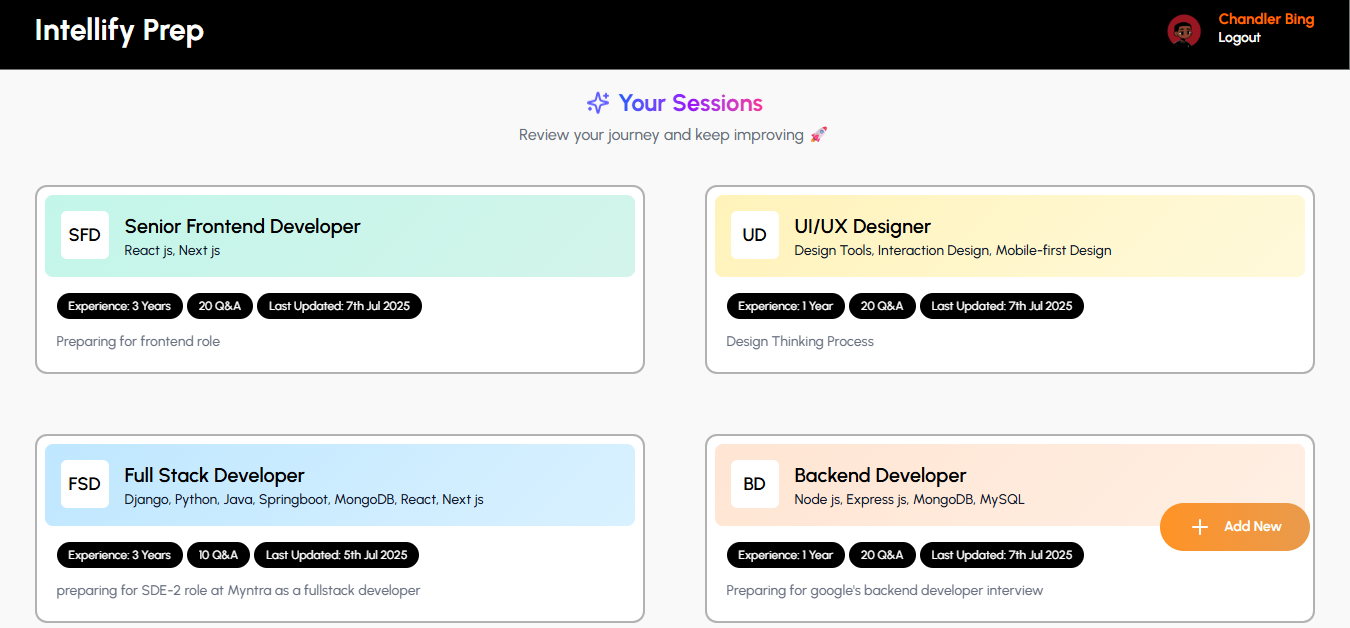 Intellify Prep
Chandler Bing
Logout
Your Sessions
Review your journey and keep improving 🚀
SFD
Senior Frontend Developer
React js, Next js
Experience: 3 Years
20 Q&A
Last Updated: 7th Jul 2025
Preparing for frontend role
UD
UI/UX Designer
Design Tools, Interaction Design, Mobile-first Design
Experience: 1 Year
20 Q&A
Last Updated: 7th Jul 2025
Design Thinking Process
FSD
Full Stack Developer
Django, Python, Java, Springboot, MongoDB, React, Next js
Experience: 3 Years
10 Q&A
Last Updated: 5th Jul 2025
preparing for SDE-2 role at Myntra as a fullstack developer
BD
Backend Developer
Node js, Express js, MongoDB, MySQL
Experience: 1 Year
20 Q&A
Last Updated: 7th Jul 2025
Preparing for google's backend developer interview
Add New